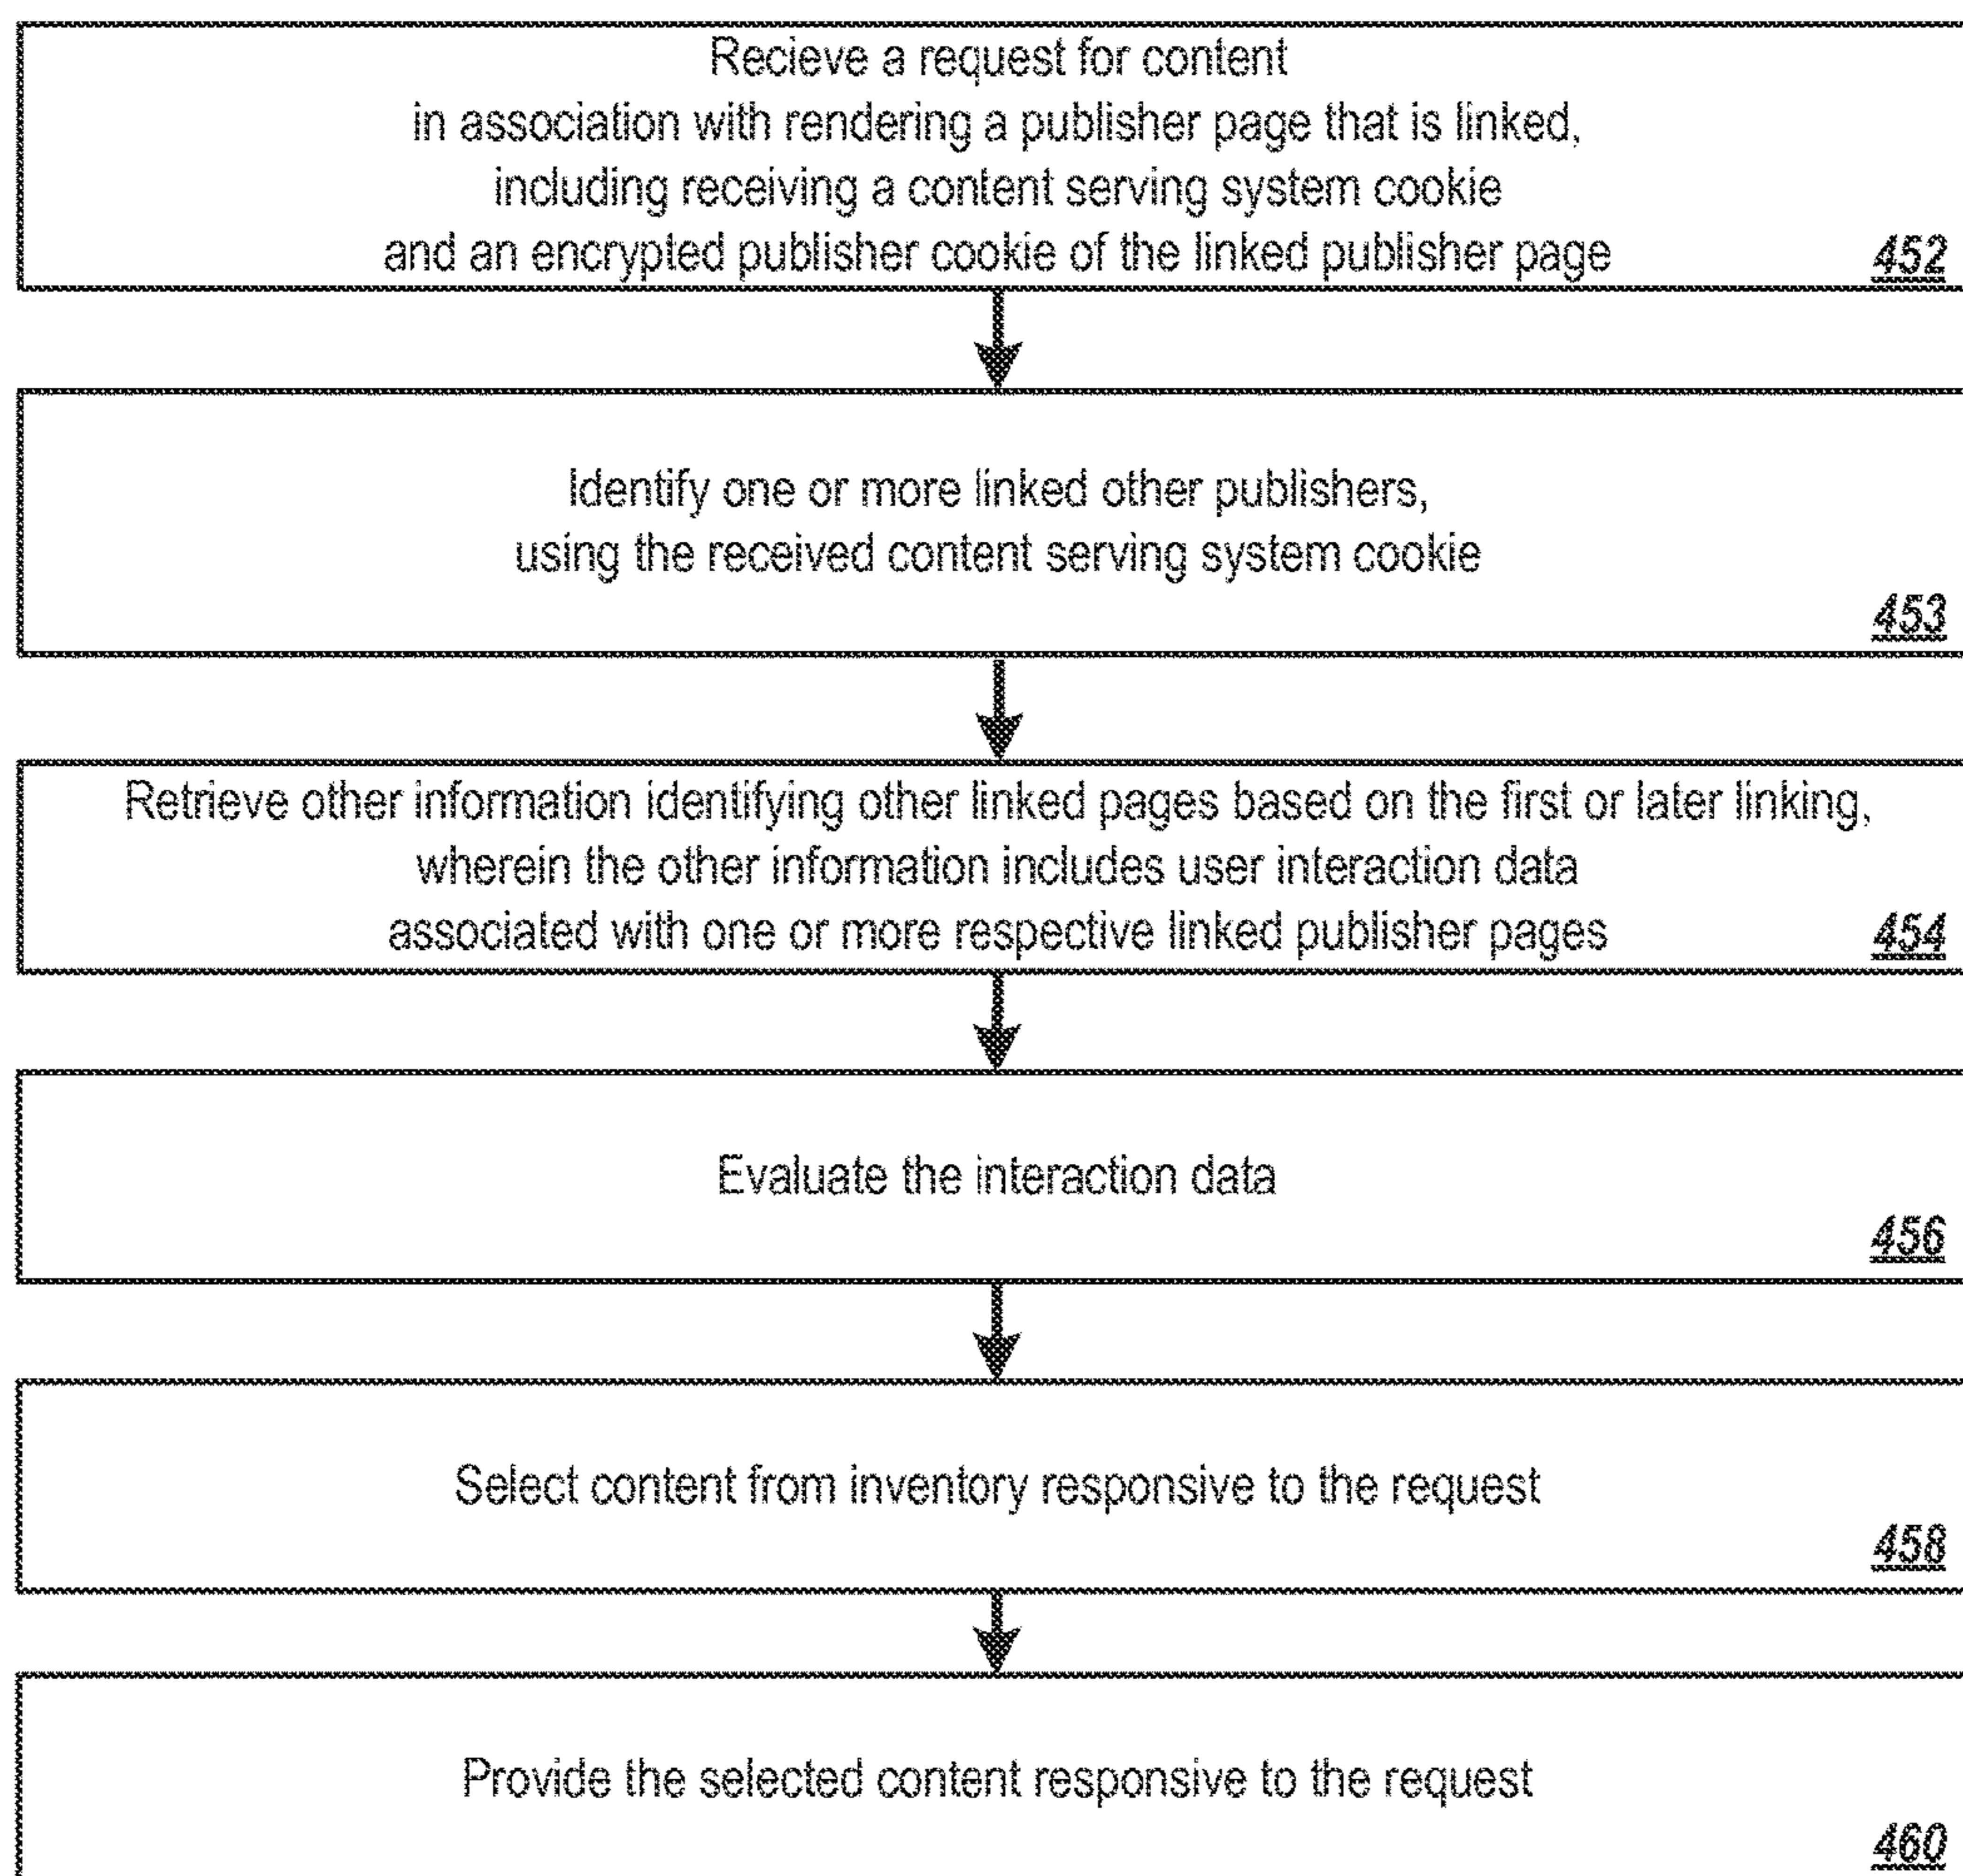 Recieve a request for content
in association with rendering a publisher page that is linked,
including receiving a content serving system cookie
and an encrypted publisher cookie of the linked publisher page
452
Identify one or more linked other publishers,
using the received content serving system cookie
453
Retrieve other information identifying other linked pages based on the first or later linking,
wherein the other information includes user interaction data
associated with one or more respective linked publisher pages
454
Evaluate the interaction data
456
Select content from inventory responsive to the request
458
Provide the selected content responsive to the request
460